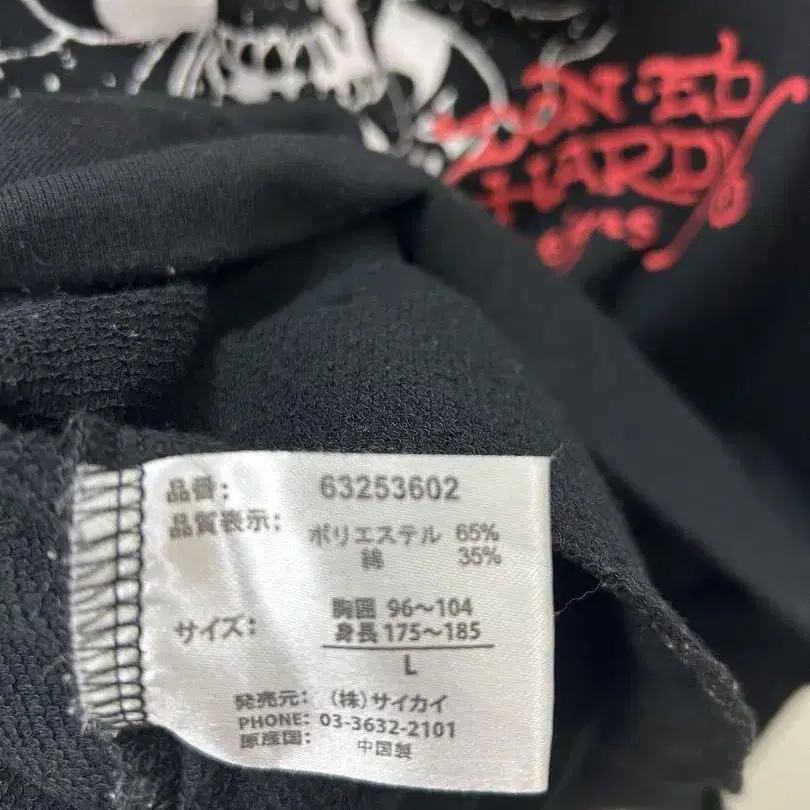 DON·ED
HARDY
品番: 63253602
品質表示: ポリエステル 65%
綿 35%
サイズ: 胸囲 96〜104
身長 175〜185
L
発売元: (株)サイカイ
PHONE: 03-3632-2101
原産国: 中国製